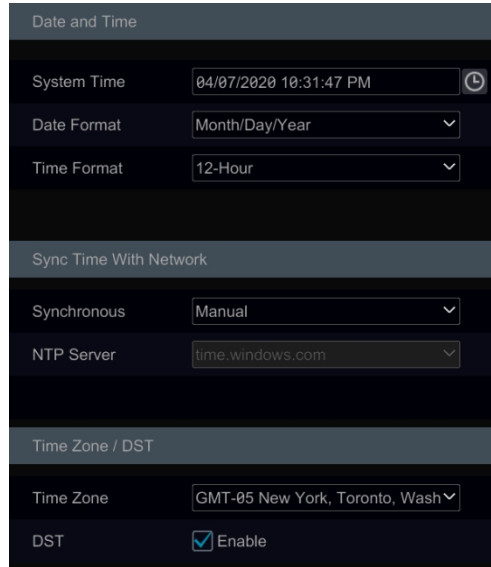 Date and Time
System Time 04/07/2020 10:31:47 PM
Date Format Month/Day/Year
Time Format 12-Hour
Sync Time With Network
Synchronous Manual
NTP Server time.windows.com
Time Zone / DST
Time Zone GMT-05 New York, Toronto, Wash
DST Enable